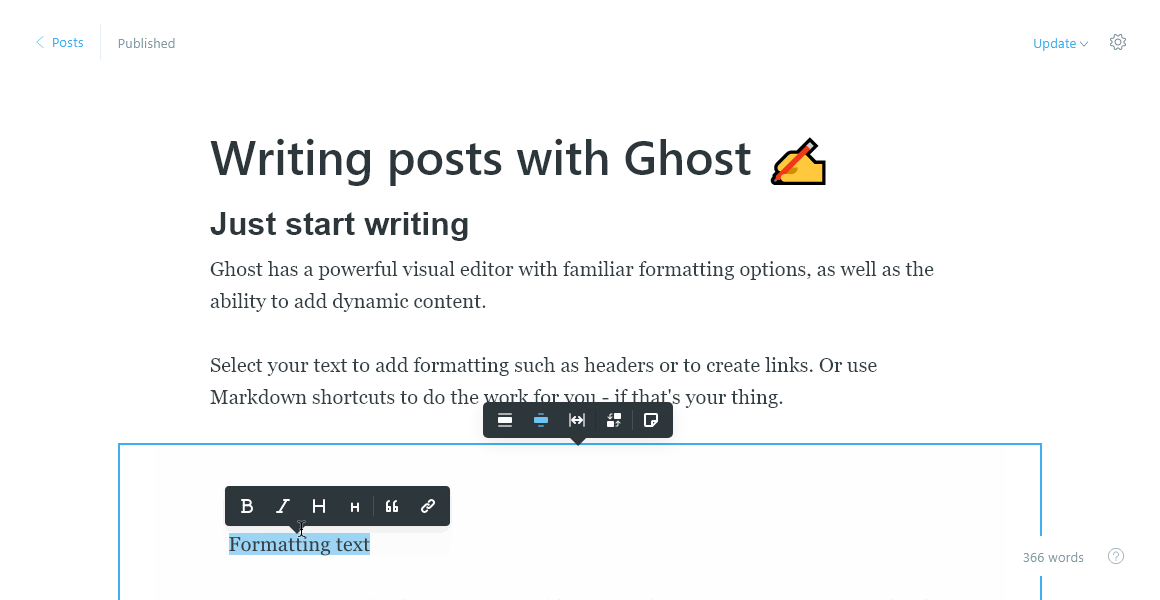 Posts
Published
Update
Writing posts with Ghost ✍
Just start writing
Ghost has a powerful visual editor with familiar formatting options, as well as the
ability to add dynamic content.
Select your text to add formatting such as headers or to create links. Or use
Markdown shortcuts to do the work for you - if that's your thing.
B I H H
Formatting text
366 words
?